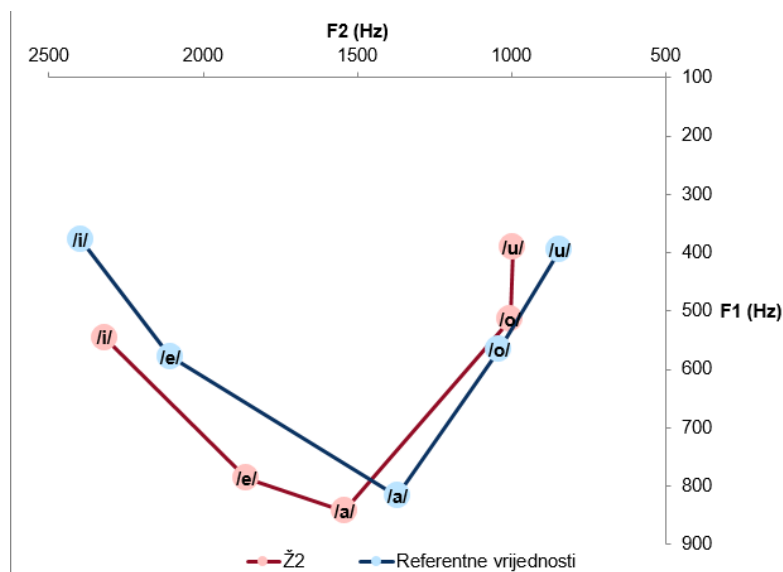 F2 (Hz)
2500 2000 1500 1000 500
100
200
300
/i/ /u/ /u/
400
500
F1 (Hz)
/o/
/i/
/e/ /o/
600
700
/e/
800
/a/
/a/
900
Ž2 Referentne vrijednosti